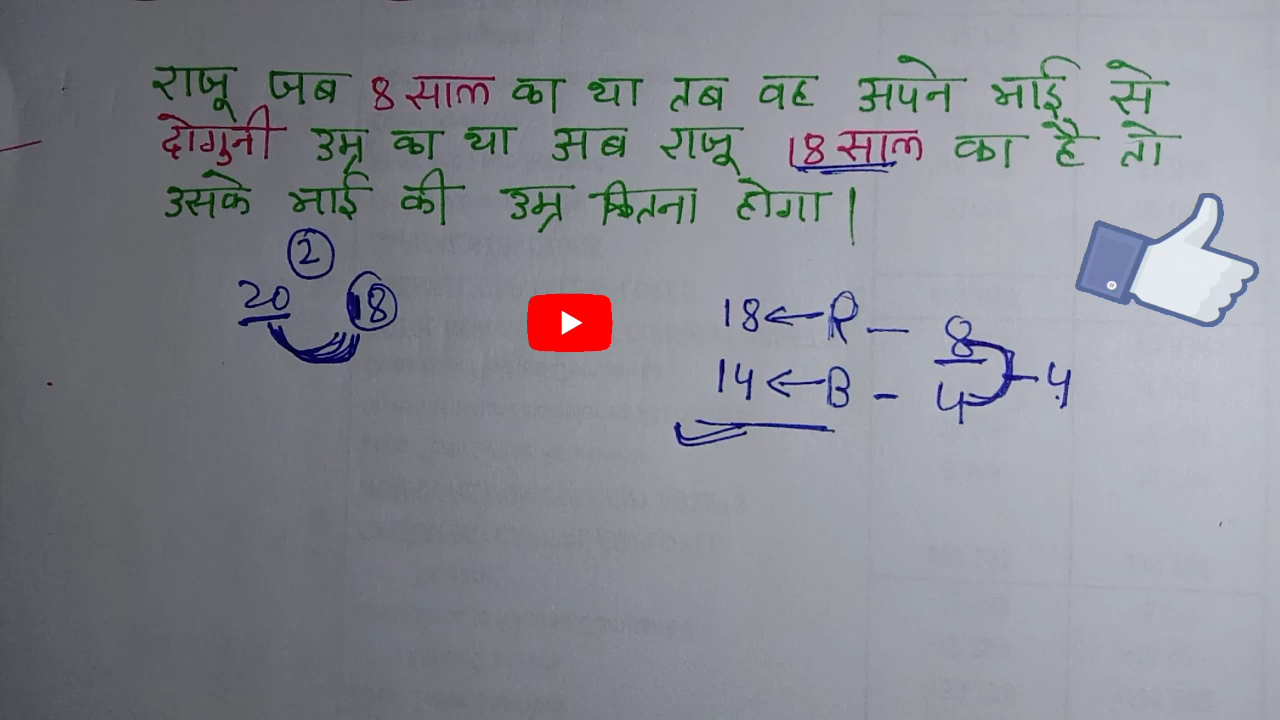 राजू जब 8 साल का था तब वह अपने भाई से
दोगुनी उम्र का था अब राजू 18 साल का है तो
उसके भाई की उम्र कितना होगा।
2
20 18
18 ← R – 8
14 ← B – 4
4